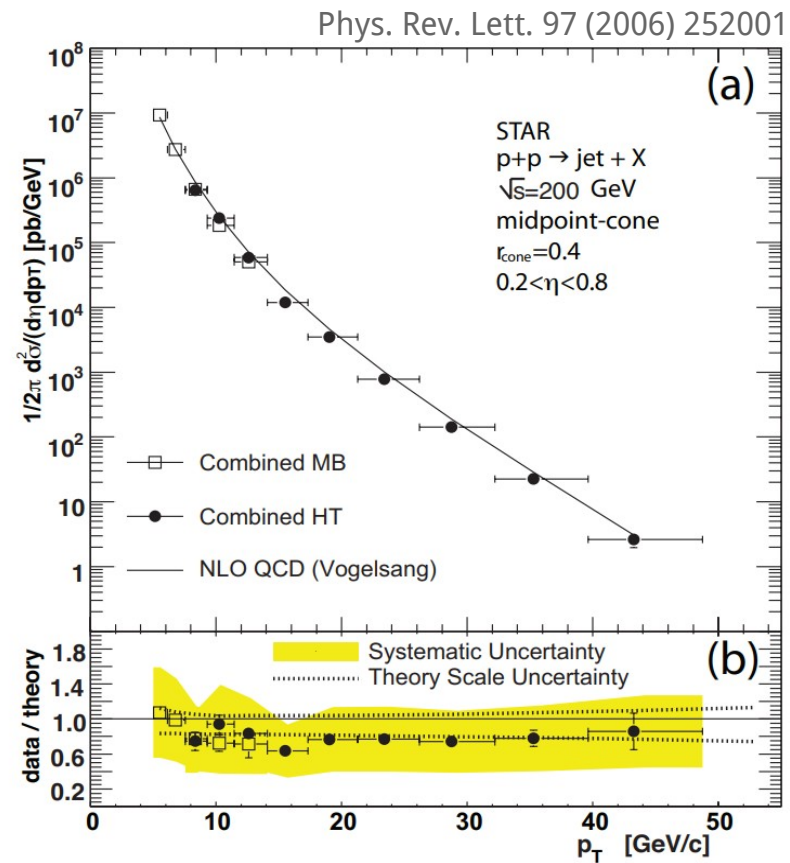 Phys. Rev. Lett. 97 (2006) 252001
(a)
10⁸
10⁷
10⁶
10⁵
10⁴
10³
10²
10
1
1/2π d²σ/(dηdpT) [pb/GeV]
STAR
p+p → jet + X
√s=200 GeV
midpoint-cone
rcone=0.4
0.2<η<0.8
Combined MB
Combined HT
NLO QCD (Vogelsang)
(b)
Systematic Uncertainty
Theory Scale Uncertainty
data / theory
1.8
1.4
1.0
0.6
0.2
0 10 20 30 40 50
pT [GeV/c]